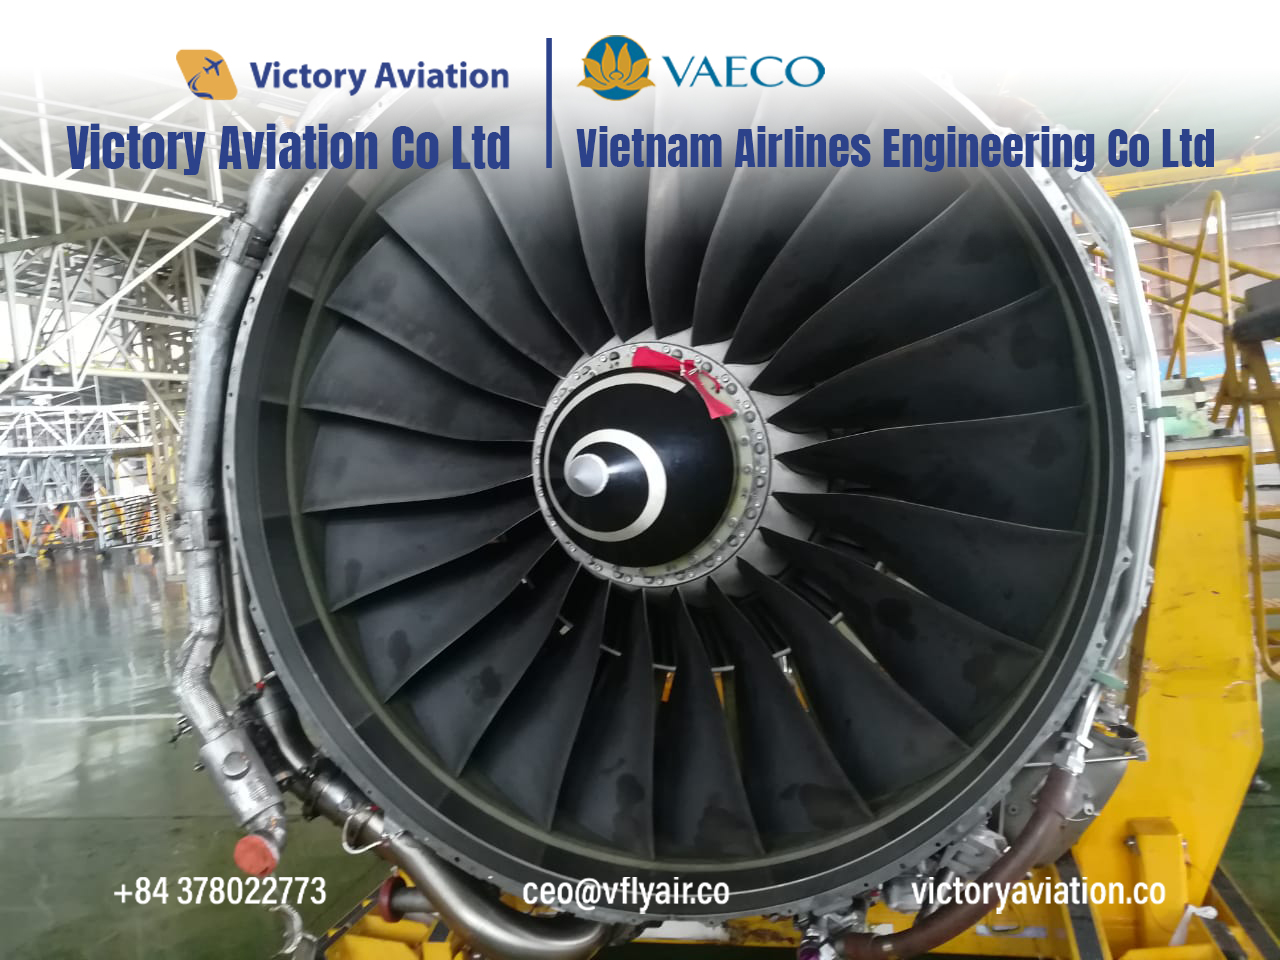 Victory Aviation
VAECO
Victory Aviation Co Ltd
Vietnam Airlines Engineering Co Ltd
+84 378022773
ceo@vflyair.co
victoryaviation.co